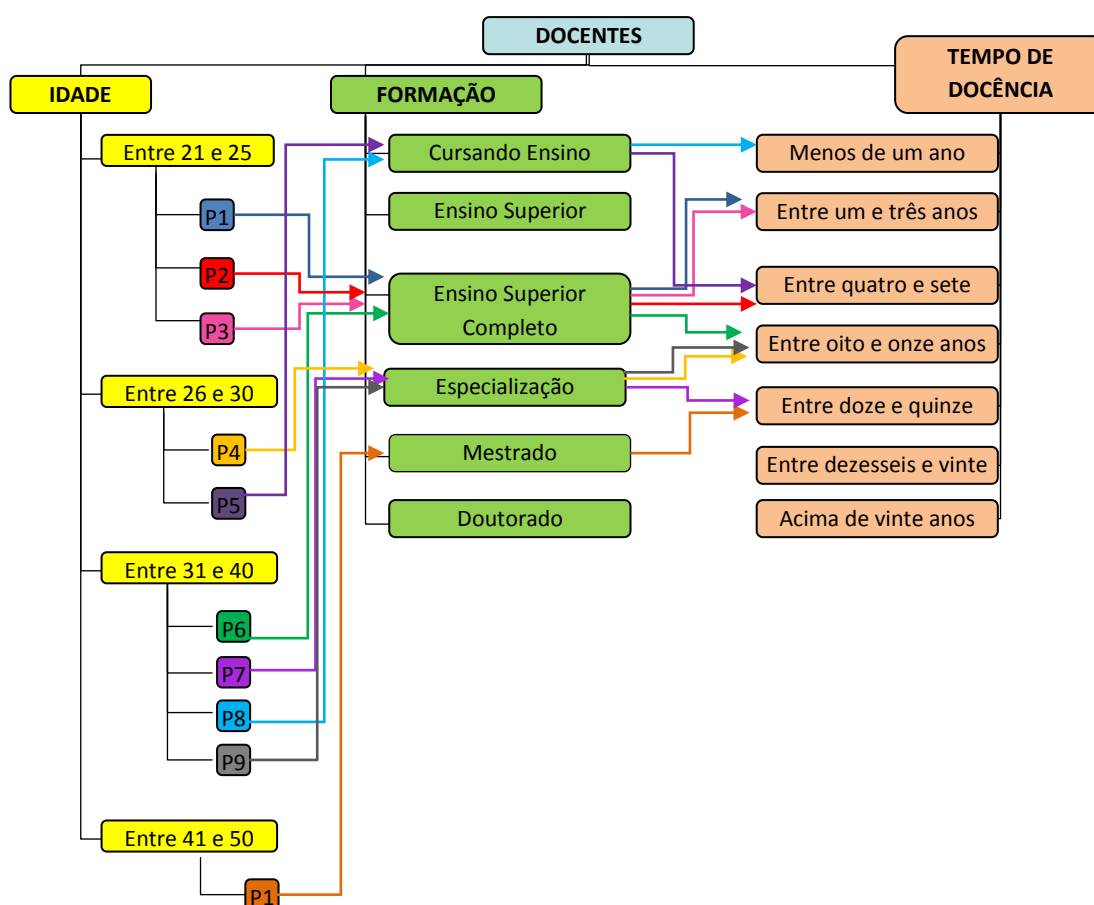 DOCENTES
IDADE
FORMAÇÃO
TEMPO DE
DOCÊNCIA
Entre 21 e 25
P1
P2
P3
Entre 26 e 30
P4
P5
Entre 31 e 40
P6
P7
P8
P9
Entre 41 e 50
P1
Cursando Ensino
Ensino Superior
Ensino Superior
Completo
Especialização
Mestrado
Doutorado
Menos de um ano
Entre um e três anos
Entre quatro e sete
Entre oito e onze anos
Entre doze e quinze
Entre dezesseis e vinte
Acima de vinte anos